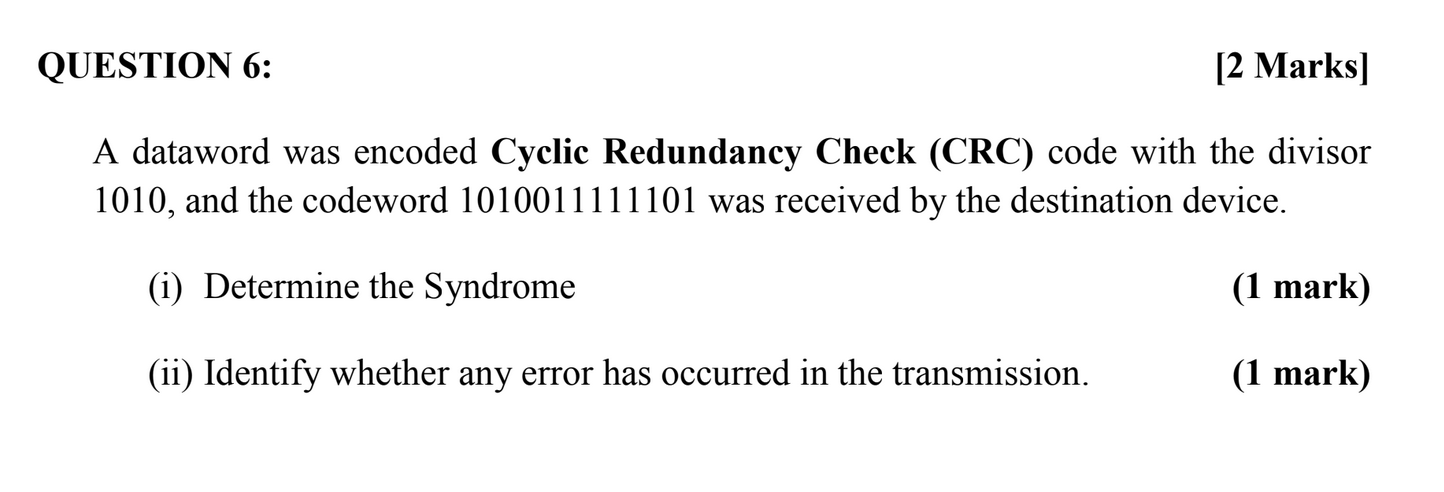 QUESTION 6: [2 Marks]
A dataword was encoded Cyclic Redundancy Check (CRC) code with the divisor
1010, and the codeword 1010011111101 was received by the destination device.
(i) Determine the Syndrome (1 mark)
(ii) Identify whether any error has occurred in the transmission. (1 mark)